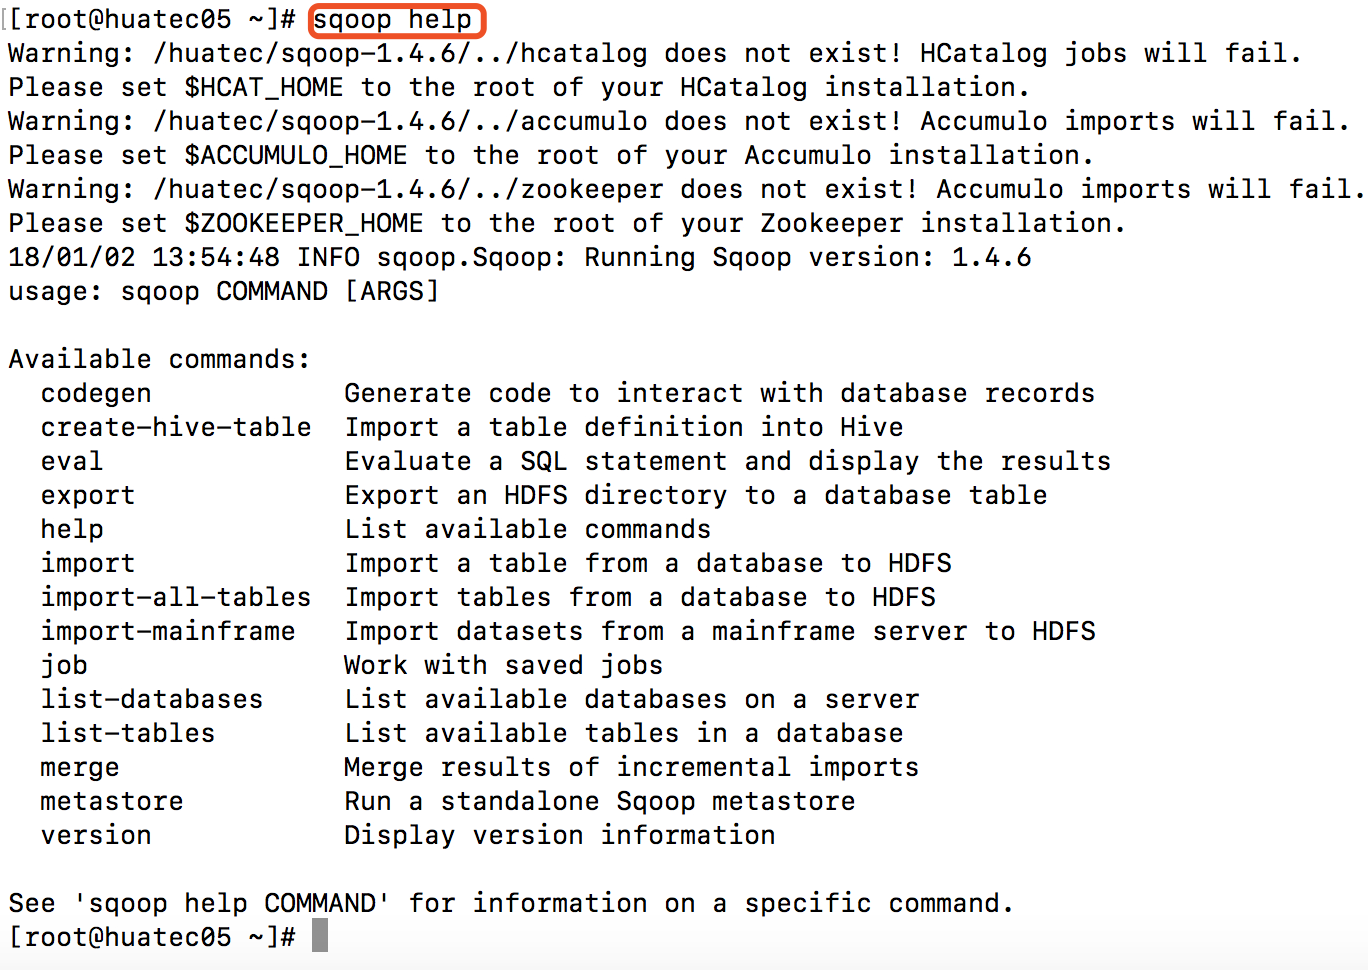 [[root@huatec05 ~]# sqoop help
Warning: /huatec/sqoop-1.4.6/../hcatalog does not exist! HCatalog jobs will fail.
Please set $HCAT_HOME to the root of your HCatalog installation.
Warning: /huatec/sqoop-1.4.6/../accumulo does not exist! Accumulo imports will fail.
Please set $ACCUMULO_HOME to the root of your Accumulo installation.
Warning: /huatec/sqoop-1.4.6/../zookeeper does not exist! Accumulo imports will fail.
Please set $ZOOKEEPER_HOME to the root of your Zookeeper installation.
18/01/02 13:54:48 INFO sqoop.Sqoop: Running Sqoop version: 1.4.6
usage: sqoop COMMAND [ARGS]

Available commands:
  codegen            Generate code to interact with database records
  create-hive-table  Import a table definition into Hive
  eval               Evaluate a SQL statement and display the results
  export             Export an HDFS directory to a database table
  help               List available commands
  import             Import a table from a database to HDFS
  import-all-tables  Import tables from a database to HDFS
  import-mainframe   Import datasets from a mainframe server to HDFS
  job                Work with saved jobs
  list-databases     List available databases on a server
  list-tables        List available tables in a database
  merge              Merge results of incremental imports
  metastore          Run a standalone Sqoop metastore
  version            Display version information

See 'sqoop help COMMAND' for information on a specific command.
[root@huatec05 ~]#